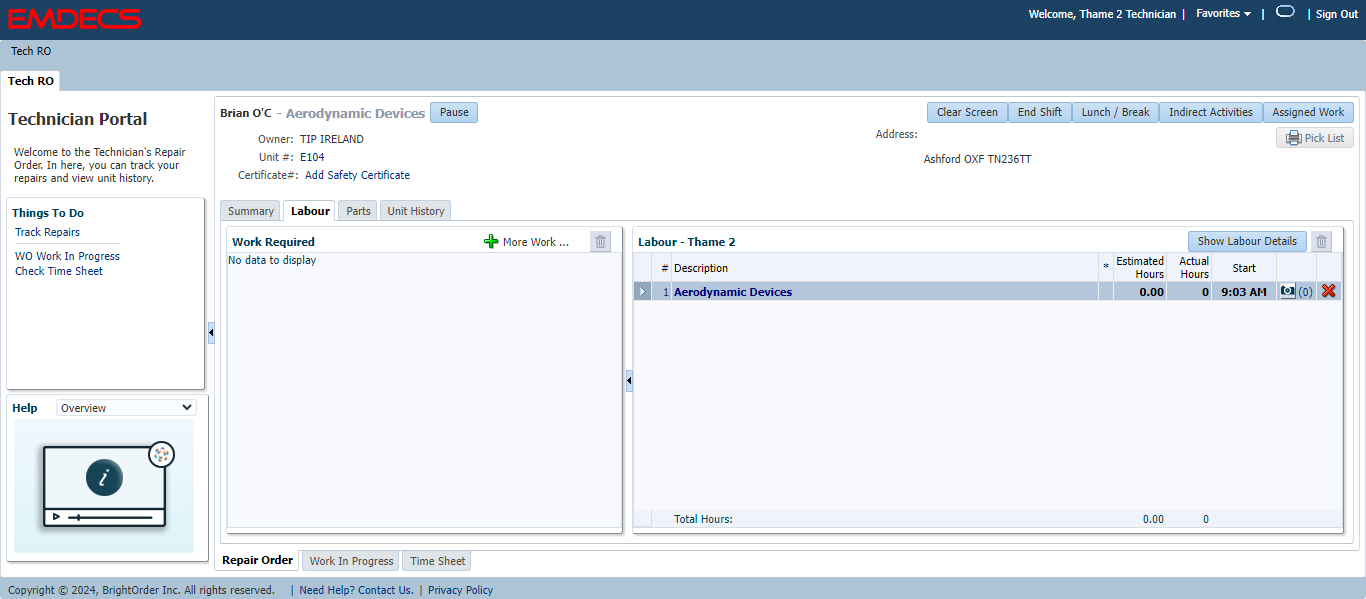 EMDECS
Welcome, Thame 2 Technician | Favorites | | Sign Out
Tech RO
Tech RO
Technician Portal
Welcome to the Technician's Repair
Order. In here, you can track your
repairs and view unit history.
Things To Do
Track Repairs
WO Work In Progress
Check Time Sheet
Help Overview
i
Brian O'C - Aerodynamic Devices Pause
Clear Screen End Shift Lunch / Break Indirect Activities Assigned Work
Owner: TIP IRELAND
Address:
Pick List
Unit #: E104
Ashford OXF TN236TT
Certificate#: Add Safety Certificate
Summary Labour Parts Unit History
Work Required More Work ...
No data to display
Labour - Thame 2 Show Labour Details
# Description * Estimated Hours Actual Hours Start
1 Aerodynamic Devices 0.00 0 9:03 AM (0)
Total Hours: 0.00 0
Repair Order Work In Progress Time Sheet
Copyright © 2024, BrightOrder Inc. All rights reserved. | Need Help? Contact Us. | Privacy Policy